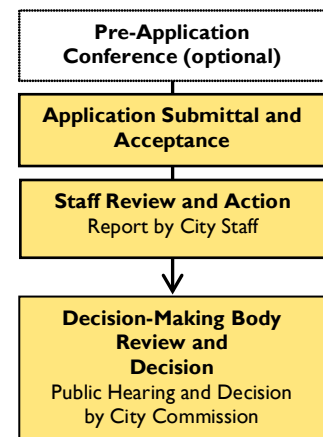 Pre-Application
Conference (optional)
Application Submittal and
Acceptance
Staff Review and Action
Report by City Staff
Decision-Making Body
Review and
Decision
Public Hearing and Decision
by City Commission